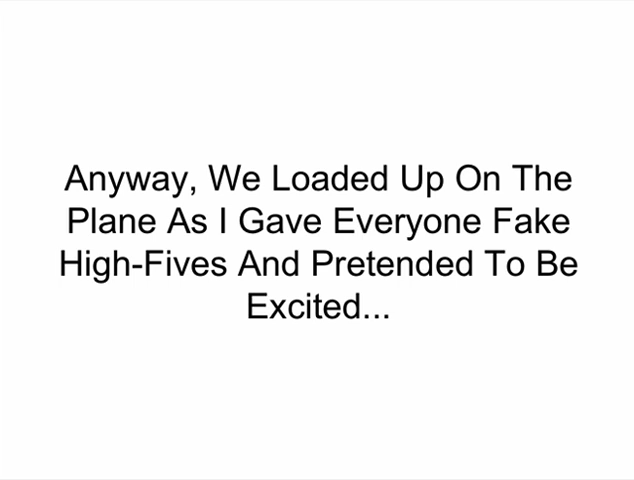 Anyway, We Loaded Up On The
Plane As I Gave Everyone Fake
High-Fives And Pretended To Be
Excited...